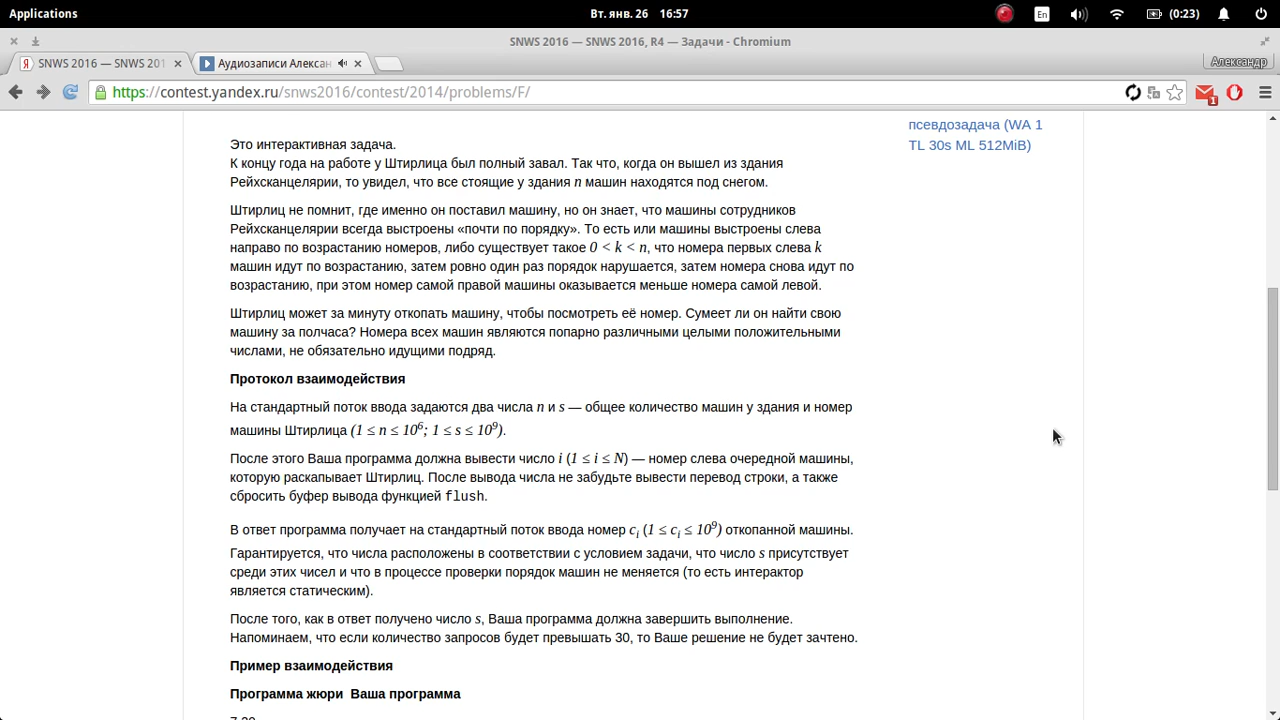 Applications
Вт. янв. 26 16:57
En
(0:23)
SNWS 2016 — SNWS 2016, R4 — Задачи - Chromium
Я SNWS 2016 — SNWS 201
Аудиозаписи Алексан
Александр
https://contest.yandex.ru/snws2016/contest/2014/problems/F/
1
псевдозадача (WA 1
TL 30s ML 512MiB)
Это интерактивная задача.
К концу года на работе у Штирлица был полный завал. Так что, когда он вышел из здания
Рейхсканцелярии, то увидел, что все стоящие у здания n машин находятся под снегом.
Штирлиц не помнит, где именно он поставил машину, но он знает, что машины сотрудников
Рейхсканцелярии всегда выстроены «почти по порядку». То есть или машины выстроены слева
направо по возрастанию номеров, либо существует такое 0 < k < n, что номера первых слева k
машин идут по возрастанию, затем ровно один раз порядок нарушается, затем номера снова идут по
возрастанию, при этом номер самой правой машины оказывается меньше номера самой левой.
Штирлиц может за минуту откопать машину, чтобы посмотреть её номер. Сумеет ли он найти свою
машину за полчаса? Номера всех машин являются попарно различными целыми положительными
числами, не обязательно идущими подряд.
Протокол взаимодействия
На стандартный поток ввода задаются два числа n и s — общее количество машин у здания и номер
машины Штирлица (1 ≤ n ≤ 10⁶; 1 ≤ s ≤ 10⁹).
После этого Ваша программа должна вывести число i (1 ≤ i ≤ N) — номер слева очередной машины,
которую раскапывает Штирлиц. После вывода числа не забудьте вывести перевод строки, а также
сбросить буфер вывода функцией flush.
В ответ программа получает на стандартный поток ввода номер cᵢ (1 ≤ cᵢ ≤ 10⁹) откопанной машины.
Гарантируется, что числа расположены в соответствии с условием задачи, что число s присутствует
среди этих чисел и что в процессе проверки порядок машин не меняется (то есть интерактор
является статическим).
После того, как в ответ получено число s, Ваша программа должна завершить выполнение.
Напоминаем, что если количество запросов будет превышать 30, то Ваше решение не будет зачтено.
Пример взаимодействия
Программа жюри Ваша программа